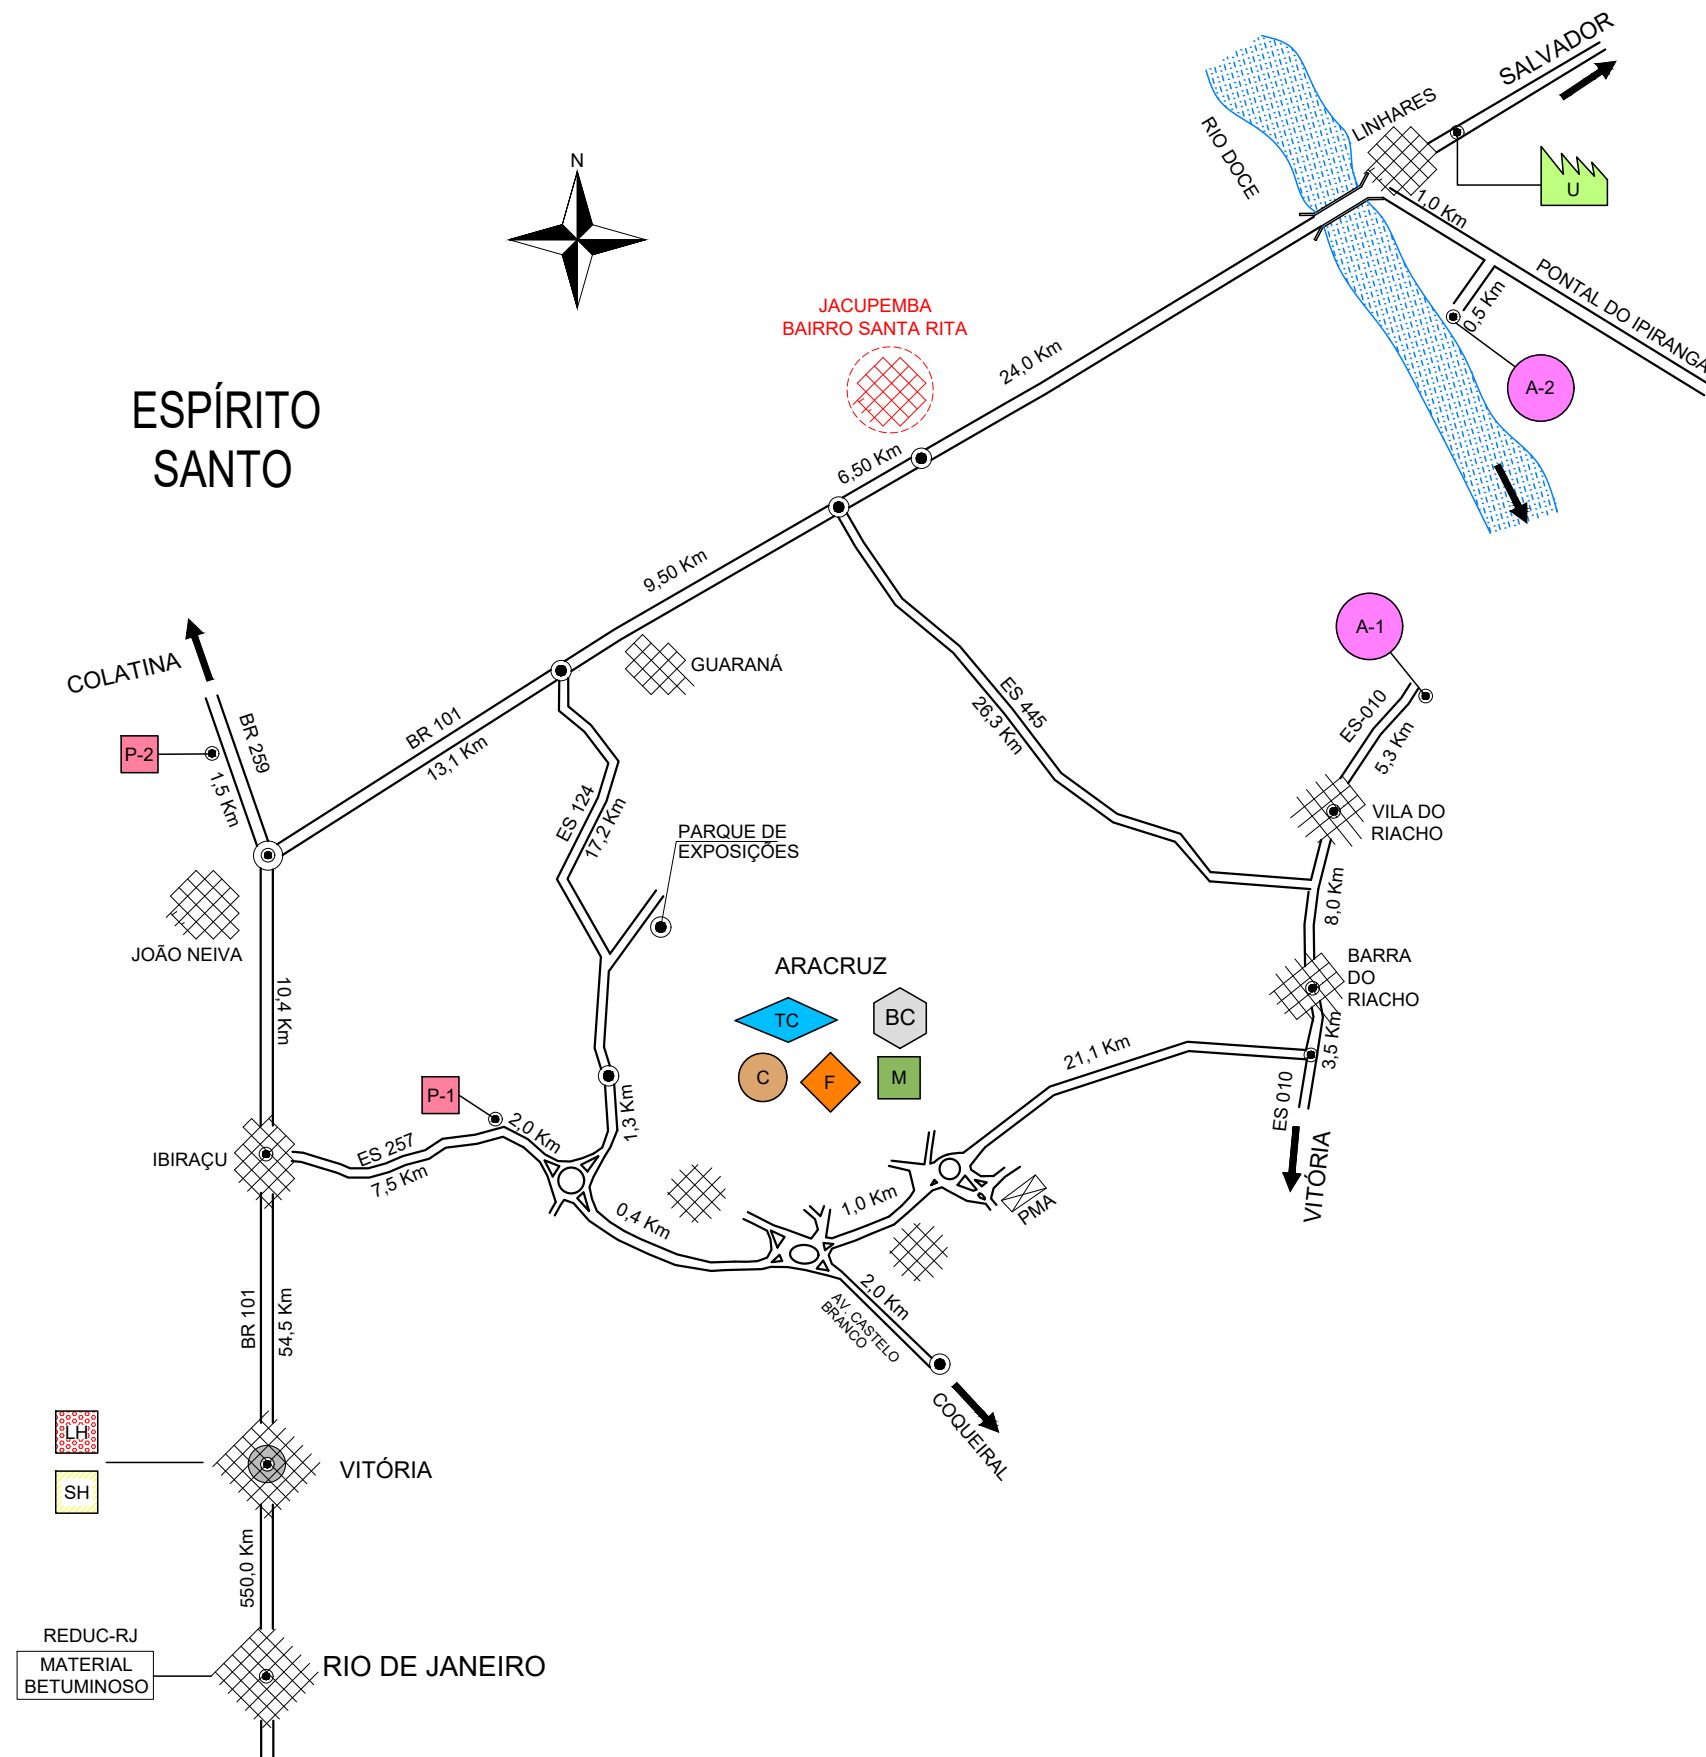 SALVADOR
LINHARES
RIO DOCE
U
N
1,0 Km
PONTAL DO IPIRANGA
0,5 Km
JACUPEMBA
BAIRRO SANTA RITA
24,0 Km
A-2
ESPÍRITO
SANTO
6,50 Km
9,50 Km
A-1
COLATINA
GUARANÁ
BR 259
BR 101
13,1 Km
ES 445
26,3 Km
ES-010
5,3 Km
P-2
1,5 Km
ES 124
17,2 Km
PARQUE DE
EXPOSIÇÕES
VILA DO
RIACHO
8,0 Km
JOÃO NEIVA
10,4 Km
ARACRUZ
BARRA
DO
RIACHO
TC
BC
C
F
M
21,1 Km
3,5 Km
ES 010
VITÓRIA
P-1
2,0 Km
1,3 Km
IBIRAÇU
ES 257
7,5 Km
0,4 Km
1,0 Km
PMA
BR 101
54,5 Km
2,0 Km
AV. CASTELO
BRANCO
COQUEIRAL
LH
SH
VITÓRIA
550,0 Km
REDUC-RJ
MATERIAL
BETUMINOSO
RIO DE JANEIRO